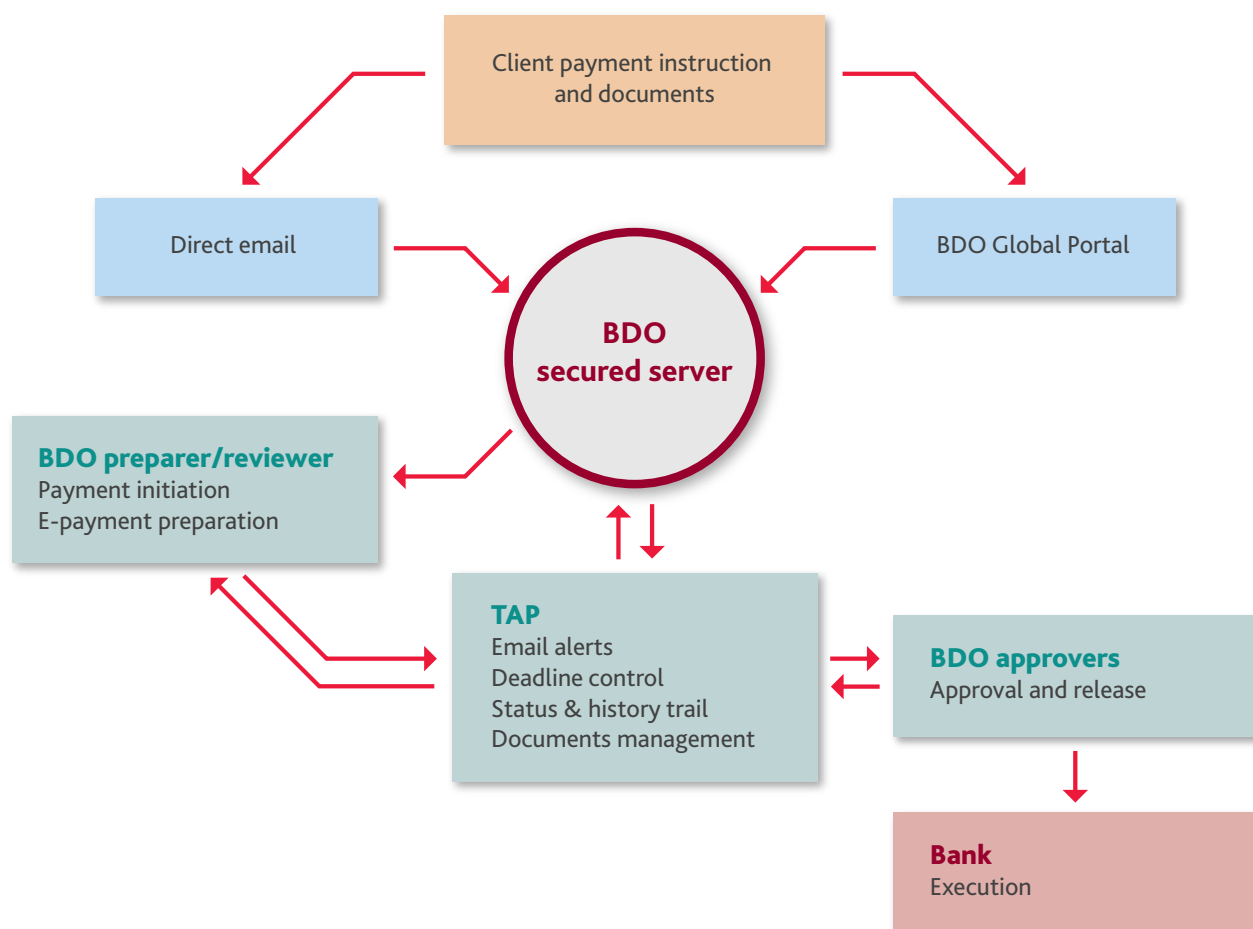 Client payment instruction
and documents
Direct email
BDO Global Portal
BDO
secured server
BDO preparer/reviewer
Payment initiation
E-payment preparation
TAP
Email alerts
Deadline control
Status & history trail
Documents management
BDO approvers
Approval and release
Bank
Execution